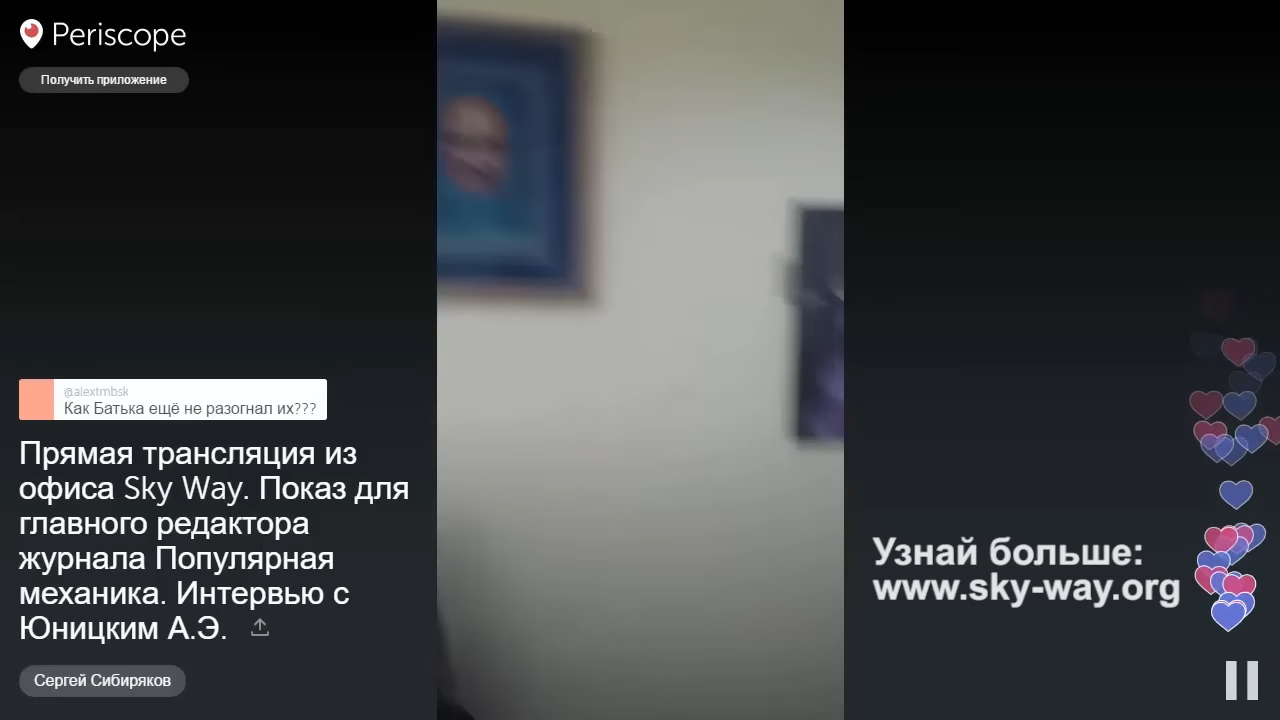 Periscope
Получить приложение
@alextmbsk
Как Батька ещё не разогнал их???
Прямая трансляция из
офиса Sky Way. Показ для
главного редактора
журнала Популярная
механика. Интервью с
Юницким А.Э.
Сергей Сибиряков
Узнай больше:
www.sky-way.org